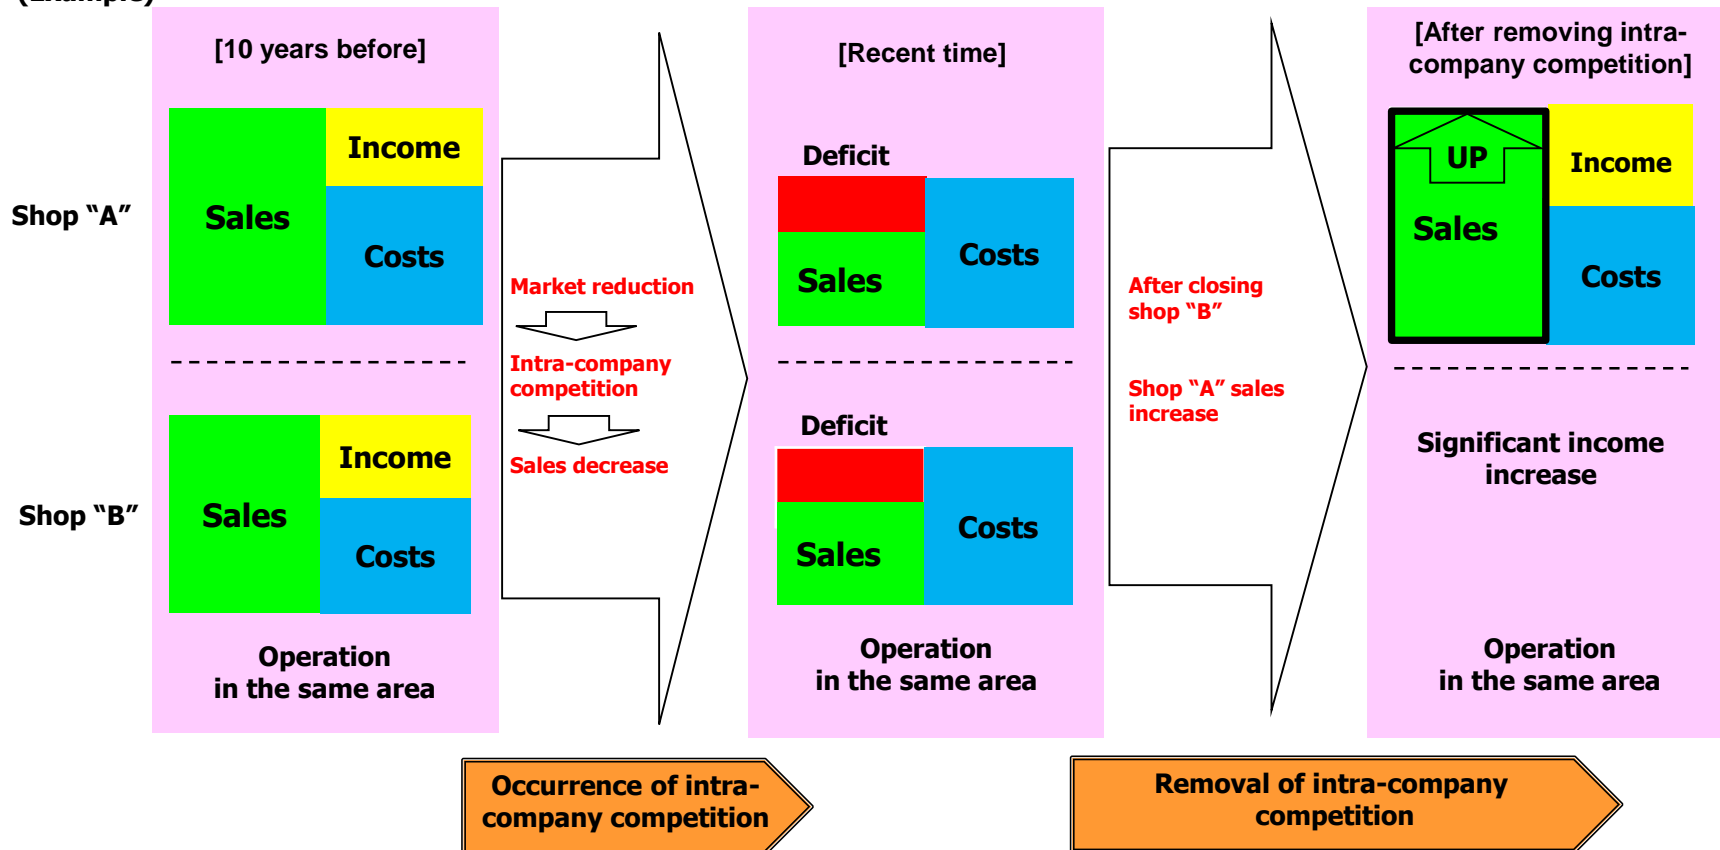 (Example)
[10 years before]
[Recent time]
[After removing intra-
company competition]
Shop “A”
Sales
Income
Costs
Market reduction
Intra-company
competition
Sales decrease
Deficit
Sales
Costs
After closing
shop “B”
Shop “A” sales
increase
UP
Sales
Income
Costs
Shop “B”
Sales
Income
Costs
Deficit
Sales
Costs
Significant income
increase
Operation
in the same area
Operation
in the same area
Operation
in the same area
Occurrence of intra-
company competition
Removal of intra-company
competition